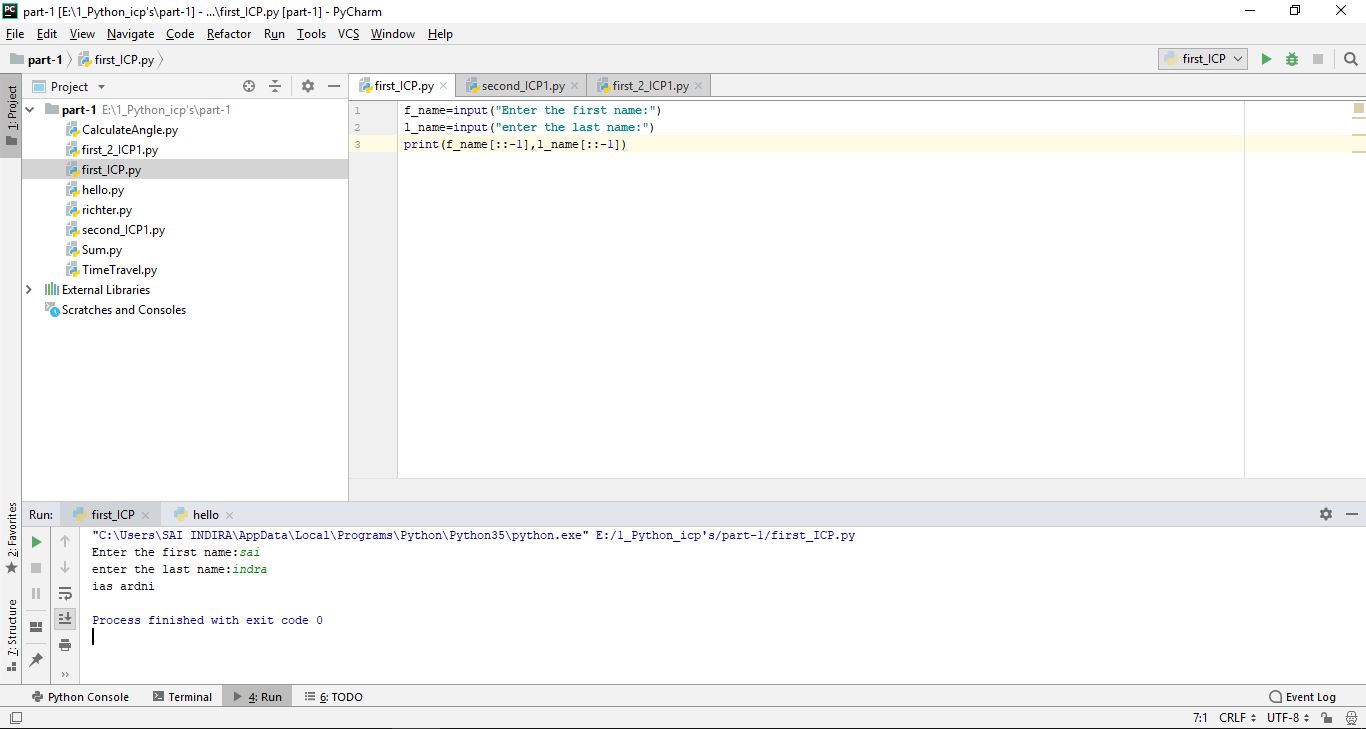 part-1 [E:\1_Python_icp's\part-1] - ...\first_ICP.py [part-1] - PyCharm
File Edit View Navigate Code Refactor Run Tools VCS Window Help
part-1 first_ICP.py first_ICP
1: Project
Project
first_ICP.py second_ICP1.py first_2_ICP1.py
part-1 E:\1_Python_icp's\part-1
CalculateAngle.py
first_2_ICP1.py
first_ICP.py
hello.py
richter.py
second_ICP1.py
Sum.py
TimeTravel.py
External Libraries
Scratches and Consoles
1 f_name=input("Enter the first name:")
2 l_name=input("enter the last name:")
3 print(f_name[::-1],l_name[::-1])
2: Favorites
7: Structure
Run: first_ICP hello
"C:\Users\SAI INDIRA\AppData\Local\Programs\Python\Python35\python.exe" E:/1_Python_icp's/part-1/first_ICP.py
Enter the first name:sai
enter the last name:indra
ias ardni
Process finished with exit code 0
Python Console Terminal 4: Run 6: TODO Event Log
7:1 CRLF UTF-8